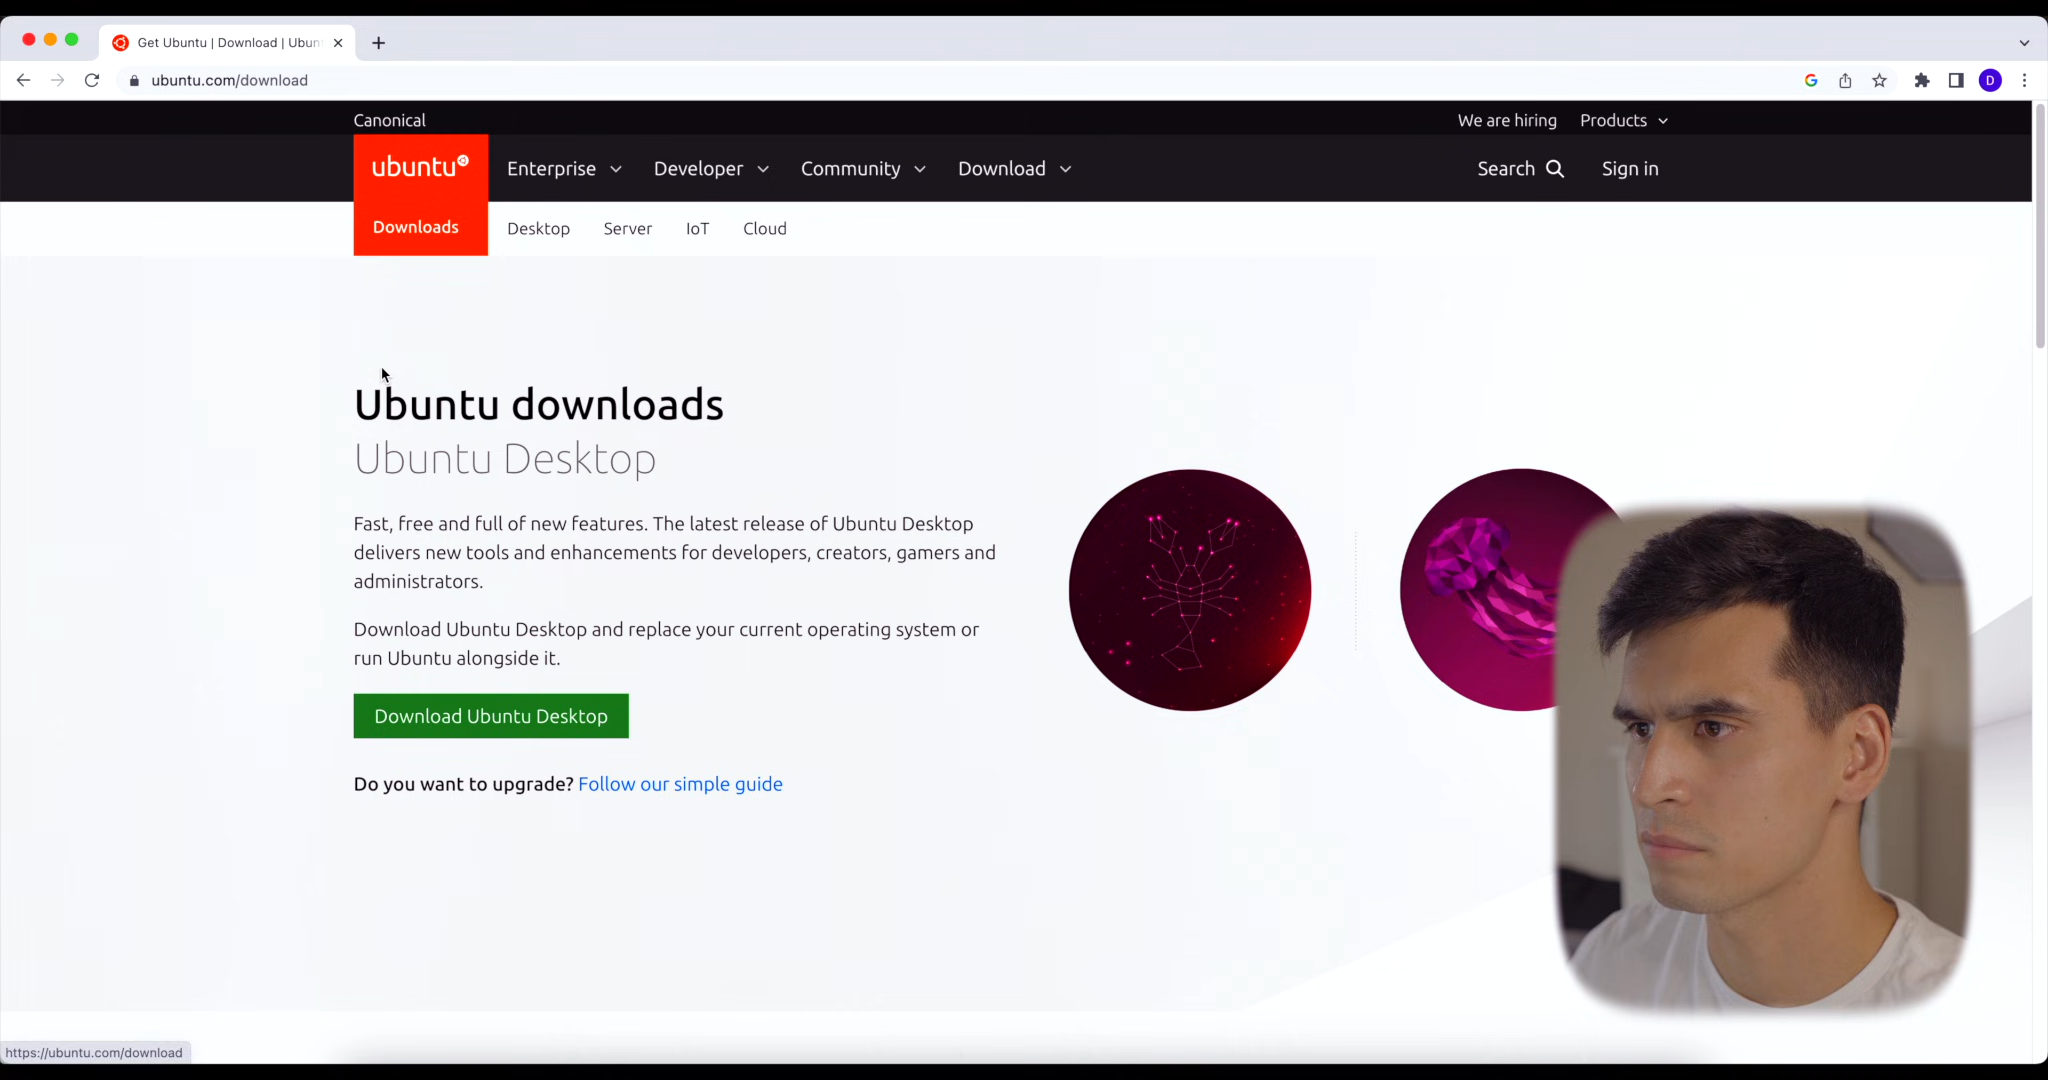 Get Ubuntu | Download | Ubun
ubuntu.com/download
D
Canonical
We are hiring Products
ubuntu
Enterprise Developer Community Download Search Sign in
Downloads Desktop Server IoT Cloud
Ubuntu downloads
Ubuntu Desktop
Fast, free and full of new features. The latest release of Ubuntu Desktop
delivers new tools and enhancements for developers, creators, gamers and
administrators.
Download Ubuntu Desktop and replace your current operating system or
run Ubuntu alongside it.
Download Ubuntu Desktop
Do you want to upgrade? Follow our simple guide
https://ubuntu.com/download